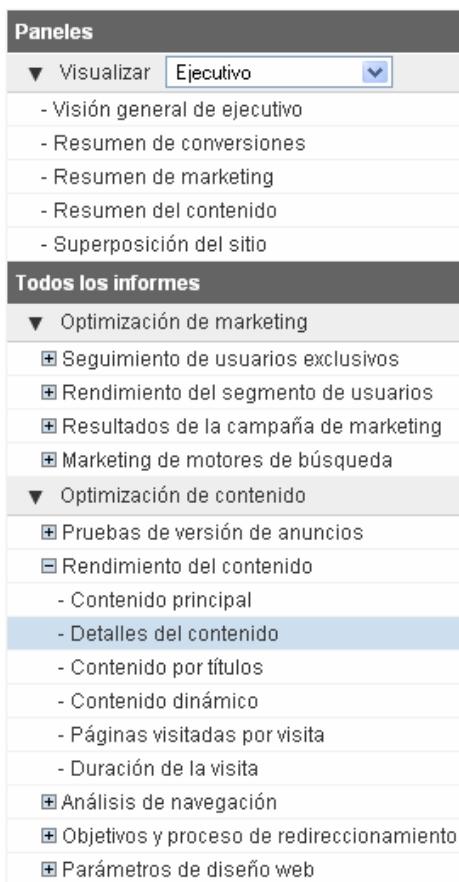 Paneles
Visualizar Ejecutivo
- Visión general de ejecutivo
- Resumen de conversiones
- Resumen de marketing
- Resumen del contenido
- Superposición del sitio
Todos los informes
Optimización de marketing
Seguimiento de usuarios exclusivos
Rendimiento del segmento de usuarios
Resultados de la campaña de marketing
Marketing de motores de búsqueda
Optimización de contenido
Pruebas de versión de anuncios
Rendimiento del contenido
- Contenido principal
- Detalles del contenido
- Contenido por títulos
- Contenido dinámico
- Páginas visitadas por visita
- Duración de la visita
Análisis de navegación
Objetivos y proceso de redireccionamiento
Parámetros de diseño web